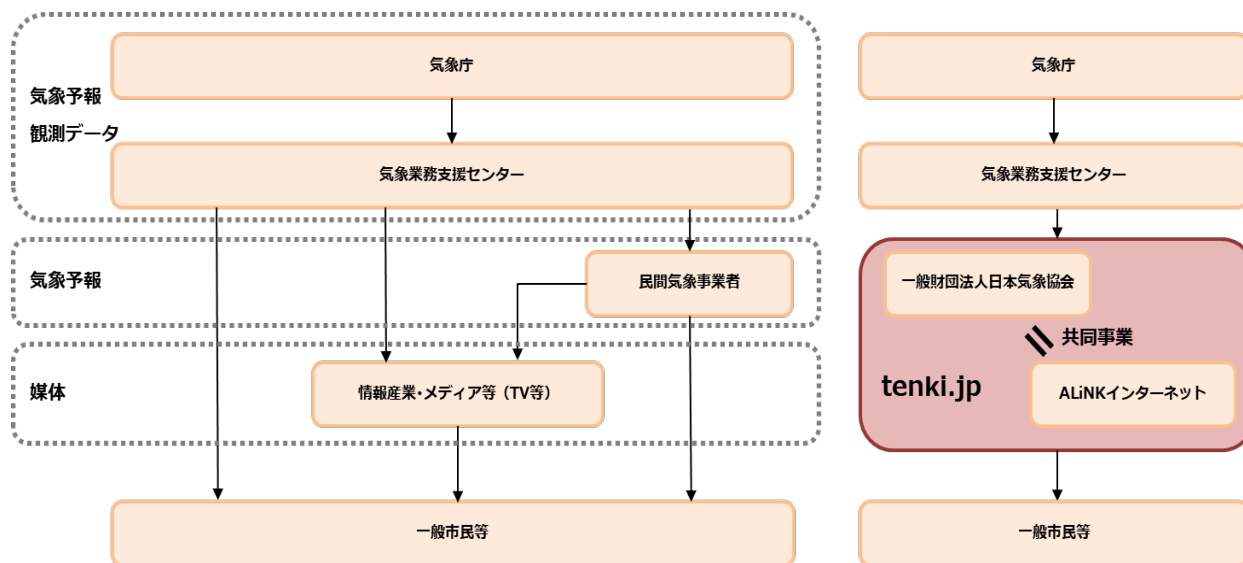 気象庁
気象予報
観測データ
気象業務支援センター
気象予報
民間気象事業者
媒体
情報産業・メディア等（TV等）
一般市民等
気象庁
気象業務支援センター
一般財団法人日本気象協会
共同事業
tenki.jp
ALiNKインターネット
一般市民等